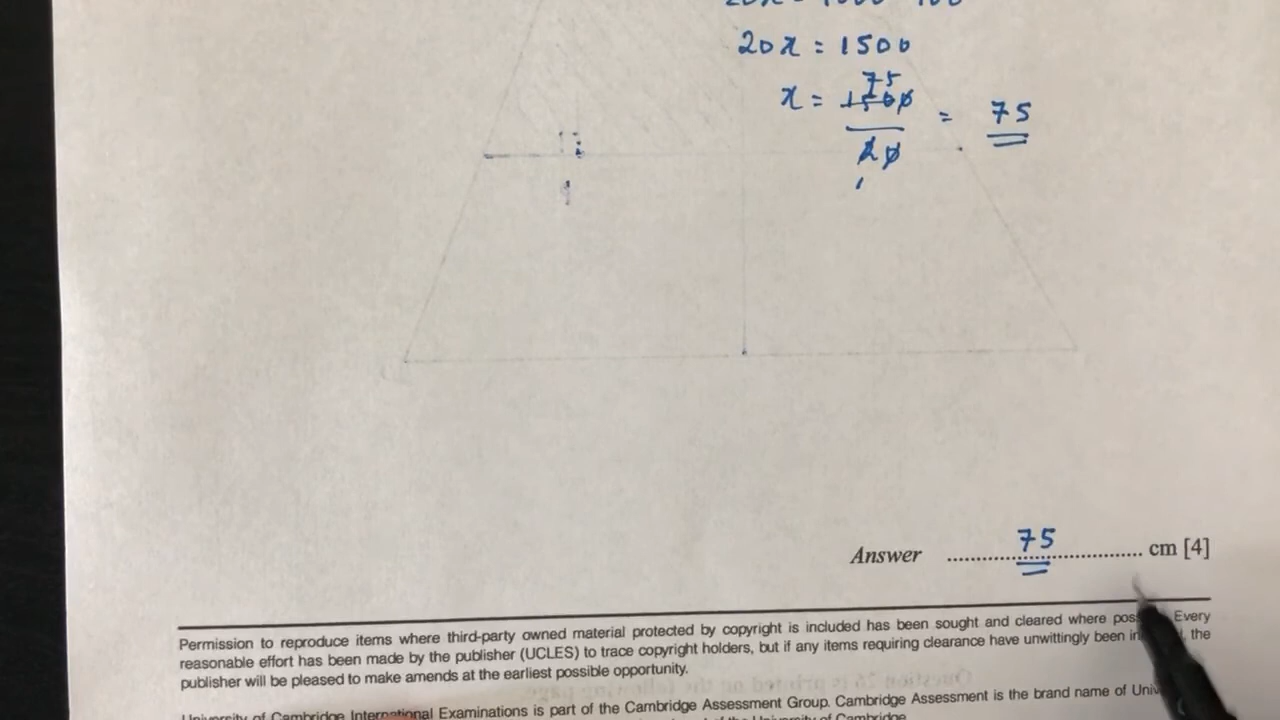 20x = 1500
x = 1500 75 = 75
20
1
Answer ........75........ cm [4]
Permission to reproduce items where third-party owned material protected by copyright is included has been sought and cleared where Every
reasonable effort has been made by the publisher (UCLES) to trace copyright holders, but if any items requiring clearance have unwittingly been the
publisher will be pleased to make amends at the earliest possible opportunity.
University of Cambridge International Examinations is part of the Cambridge Assessment Group. Cambridge Assessment is the brand name of
Cambridge